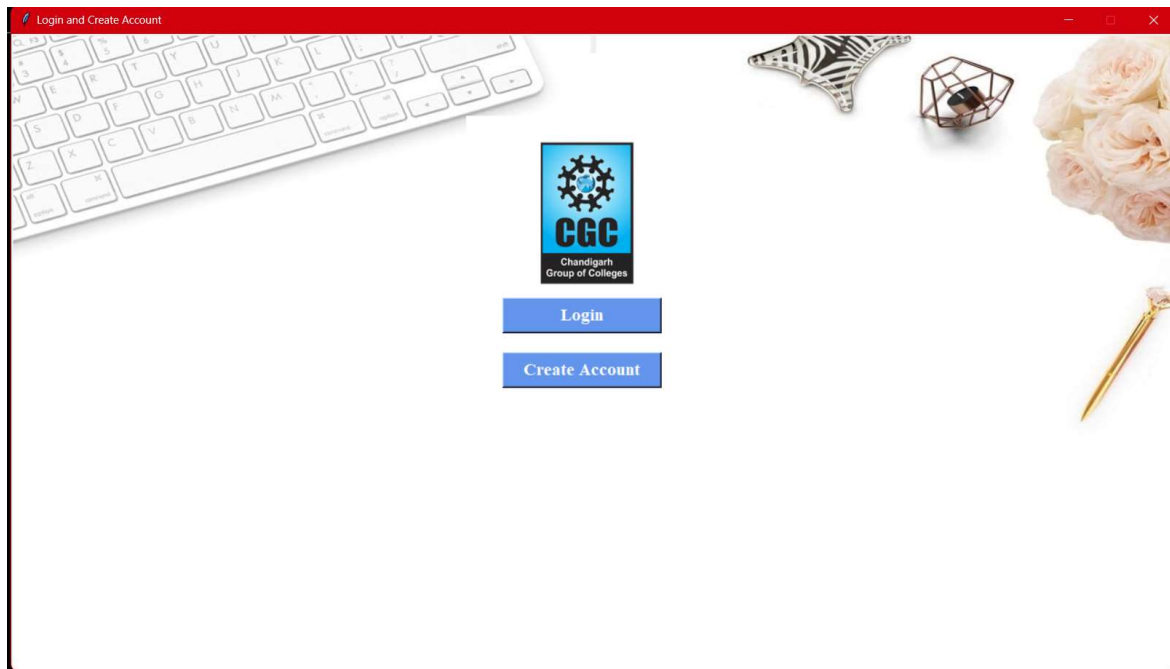 Login and Create Account
CGC
Chandigarh
Group of Colleges
Login
Create Account